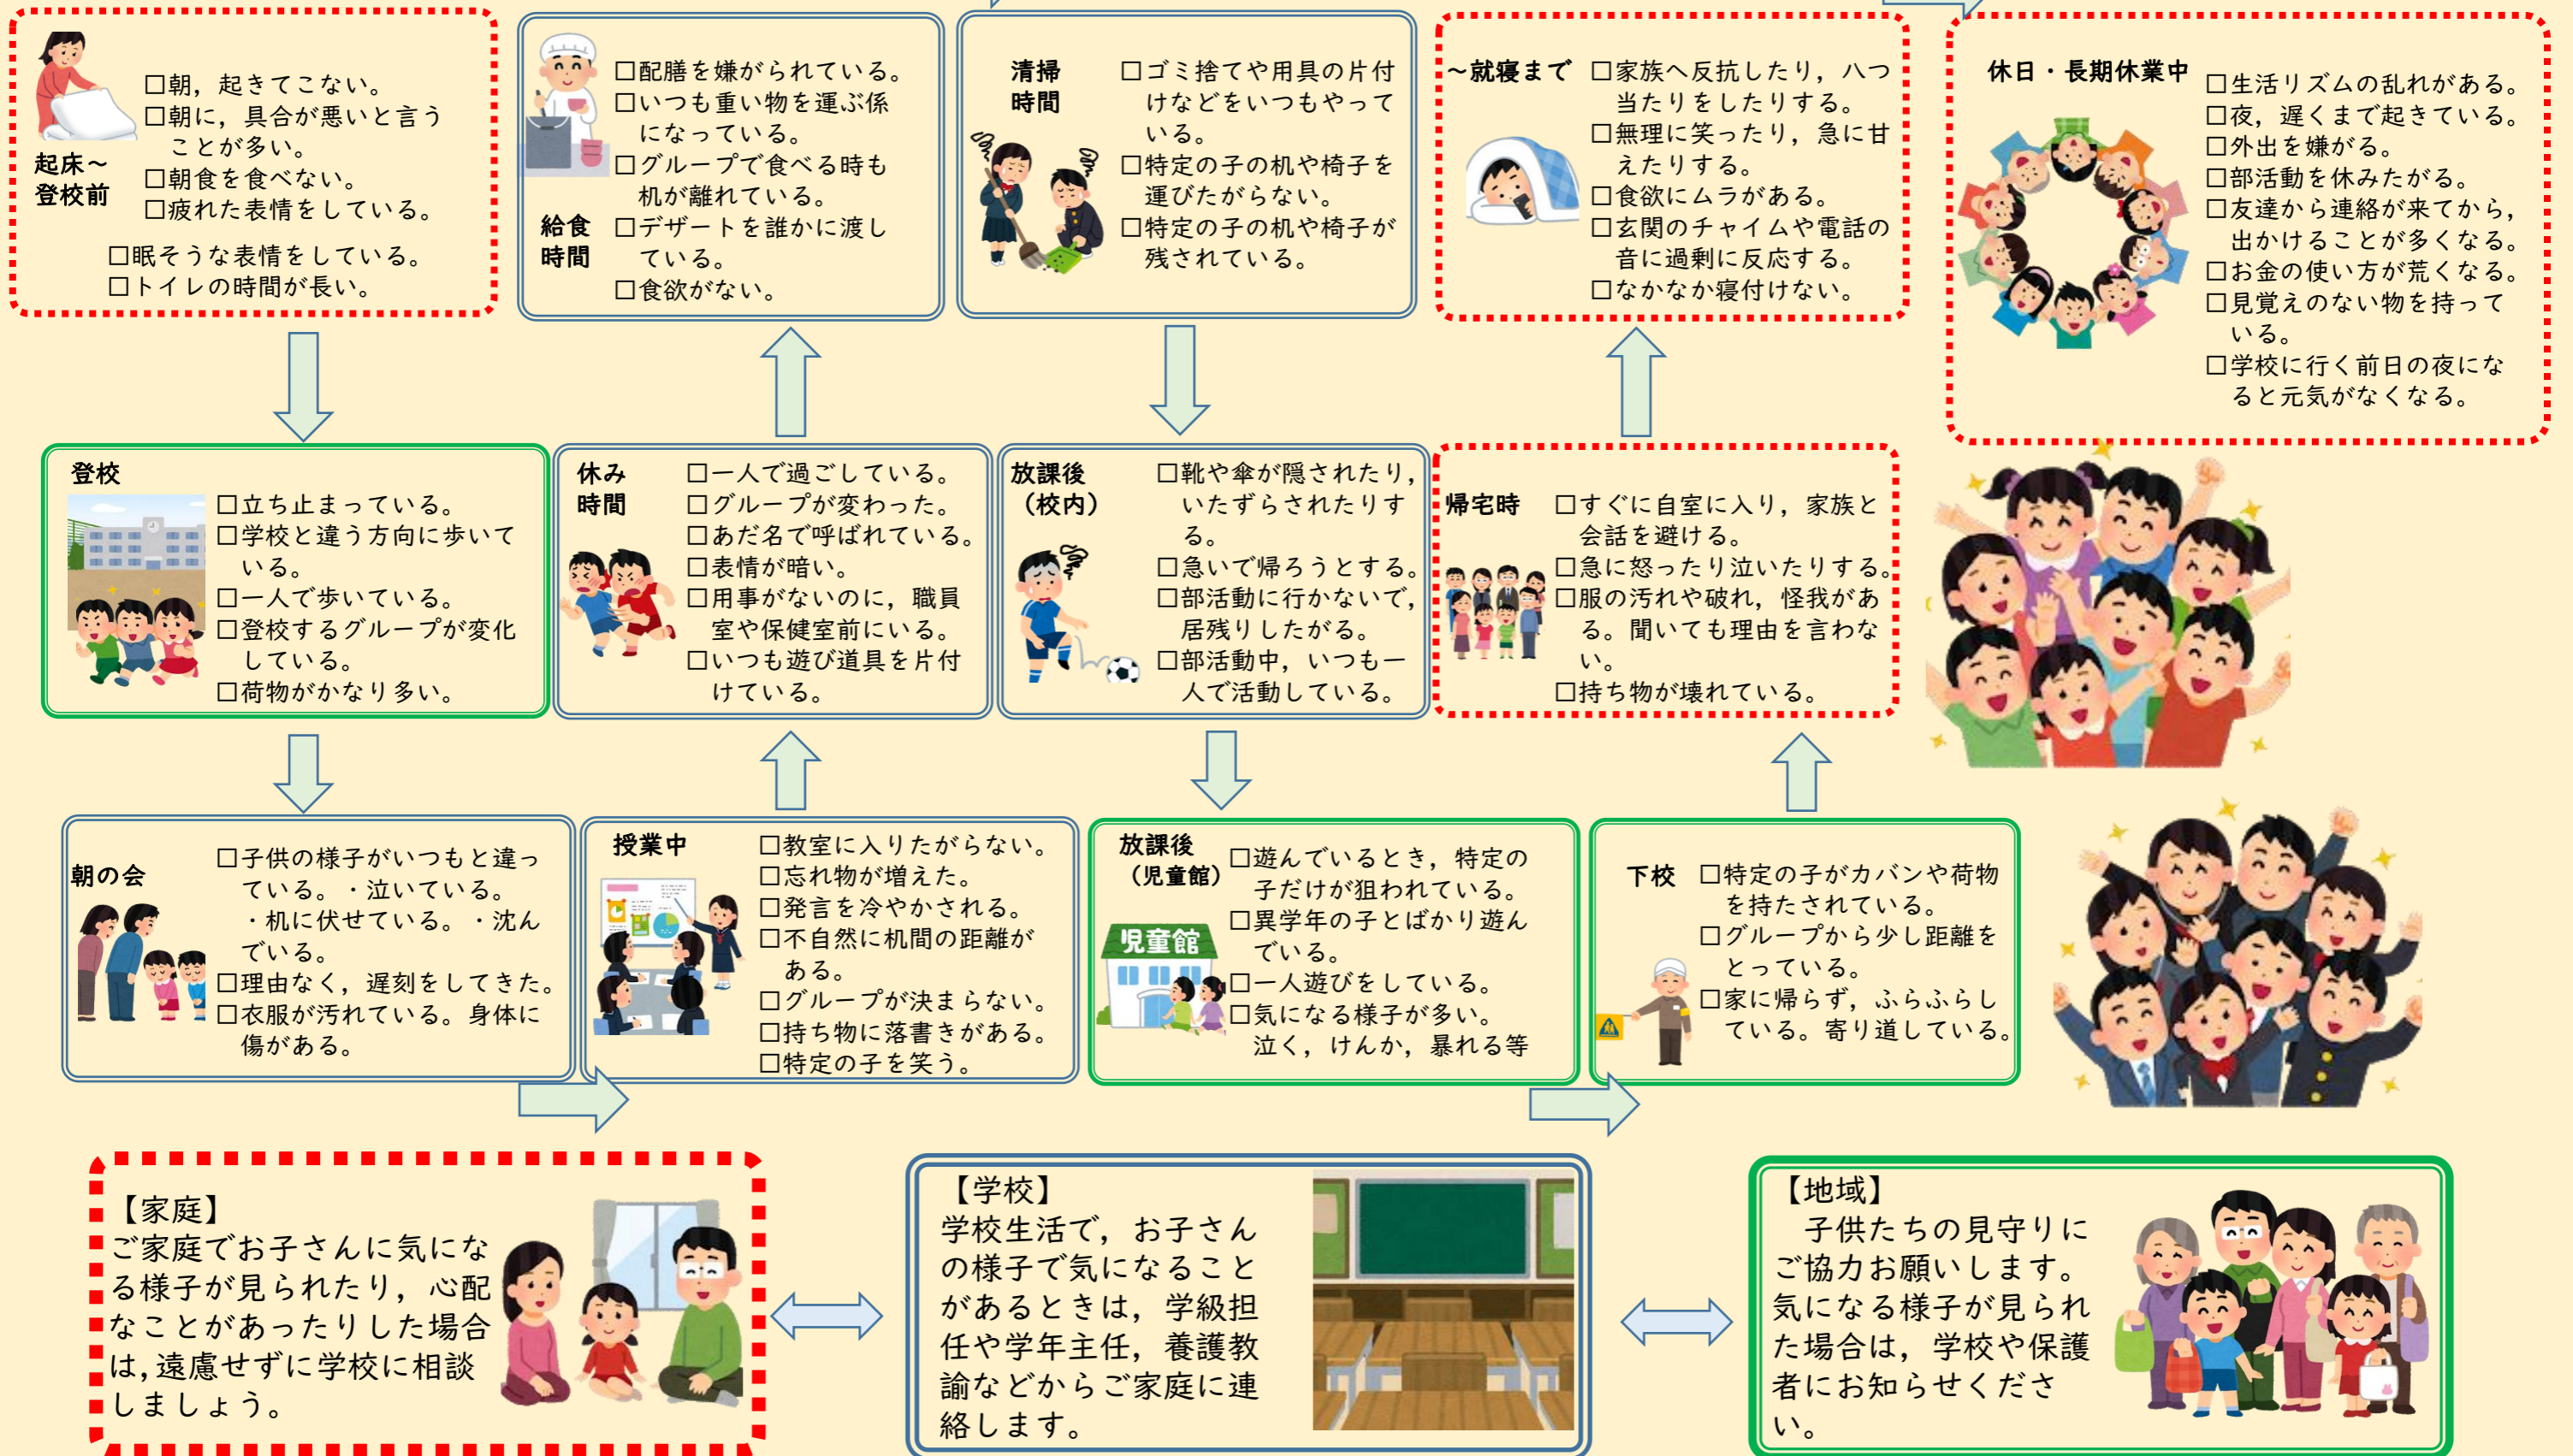 起床～
登校前
□朝，起きてこない。
□朝に，具合が悪いと言う
ことが多い。
□朝食を食べない。
□疲れた表情をしている。
□眠そうな表情をしている。
□トイレの時間が長い。
登校
□立ち止まっている。
□学校と違う方向に歩いて
いる。
□一人で歩いている。
□登校するグループが変化
している。
□荷物がかなり多い。
朝の会
□子供の様子がいつもと違っ
ている。・泣いている。
・机に伏せている。・沈ん
でいる。
□理由なく，遅刻をしてきた。
□衣服が汚れている。身体に
傷がある。
授業中
□教室に入りたがらない。
□忘れ物が増えた。
□発言を冷やかされる。
□不自然に机間の距離が
ある。
□グループが決まらない。
□持ち物に落書きがある。
□特定の子を笑う。
休み
時間
□一人で過ごしている。
□グループが変わった。
□あだ名で呼ばれている。
□表情が暗い。
□用事がないのに，職員
室や保健室前にいる。
□いつも遊び道具を片付
けている。
給食
時間
□配膳を嫌がられている。
□いつも重い物を運ぶ係
になっている。
□グループで食べる時も
机が離れている。
□デザートを誰かに渡し
ている。
□食欲がない。
清掃
時間
□ゴミ捨てや用具の片付
けなどをいつもやって
いる。
□特定の子の机や椅子を
運びたがらない。
□特定の子の机や椅子が
残されている。
放課後
（校内）
□靴や傘が隠されたり，
いたずらされたりす
る。
□急いで帰ろうとする。
□部活動に行かないで，
居残りしたがる。
□部活動中，いつも一
人で活動している。
放課後
（児童館）
児童館
□遊んでいるとき，特定の
子だけが狙われている。
□異学年の子とばかり遊ん
でいる。
□一人遊びをしている。
□気になる様子が多い。
泣く，けんか，暴れる等
下校
□特定の子がカバンや荷物
を持たされている。
□グループから少し距離を
とっている。
□家に帰らず，ふらふらし
ている。寄り道している。
帰宅時
□すぐに自室に入り，家族と
会話を避ける。
□急に怒ったり泣いたりする。
□服の汚れや破れ，怪我があ
る。聞いても理由を言わな
い。
□持ち物が壊れている。
～就寝まで
□家族へ反抗したり，八つ
当たりをしたりする。
□無理に笑ったり，急に甘
えたりする。
□食欲にムラがある。
□玄関のチャイムや電話の
音に過剰に反応する。
□なかなか寝付けない。
休日・長期休業中
□生活リズムの乱れがある。
□夜，遅くまで起きている。
□外出を嫌がる。
□部活動を休みたがる。
□友達から連絡が来てから，
出かけることが多くなる。
□お金の使い方が荒くなる。
□見覚えのない物を持って
いる。
□学校に行く前日の夜にな
ると元気がなくなる。
【家庭】
ご家庭でお子さんに気にな
る様子が見られたり，心配
なことがあったりした場合
は,遠慮せずに学校に相談
しましょう。
【学校】
学校生活で，お子さん
の様子で気になること
があるときは，学級担
任や学年主任，養護教
諭などからご家庭に連
絡します。
【地域】
子供たちの見守りに
ご協力お願いします。
気になる様子が見られ
た場合は，学校や保護
者にお知らせくださ
い。